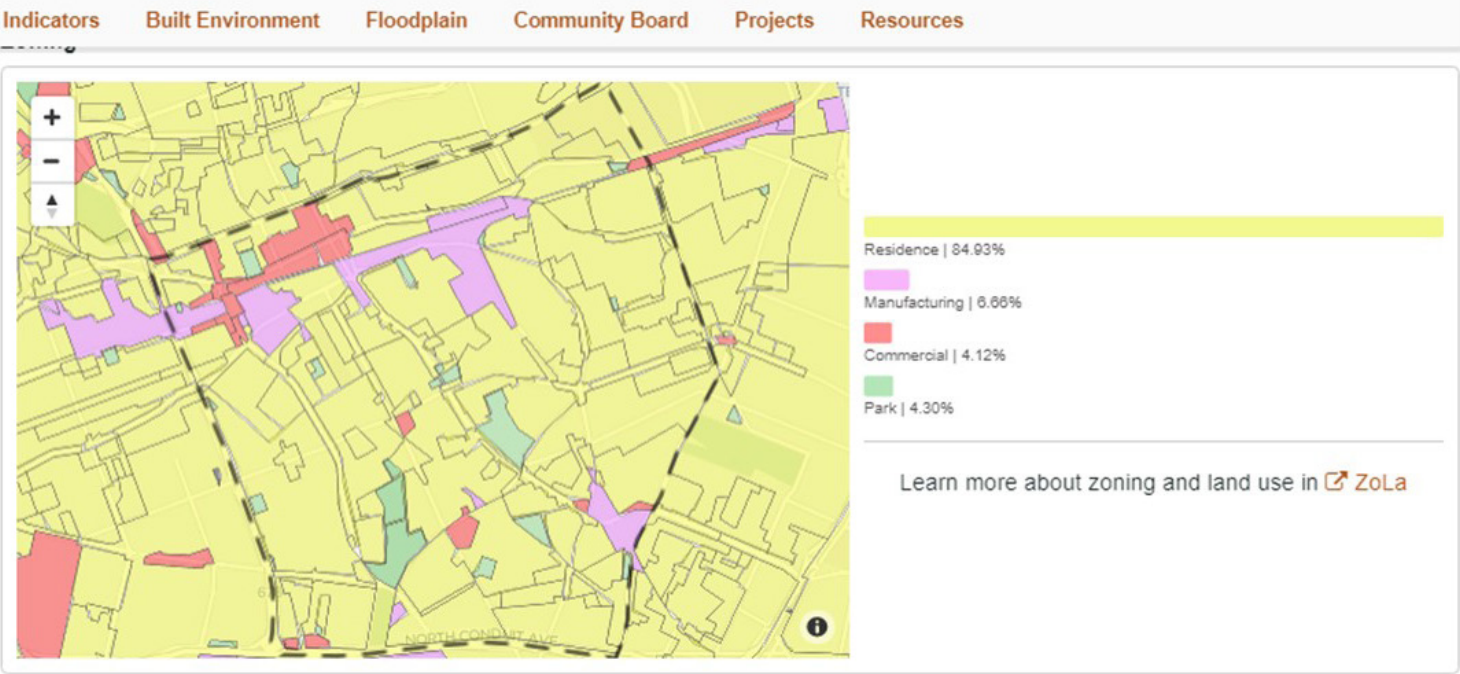 Indicators Built Environment Floodplain Community Board Projects Resources
Zoning
+
−
Residence | 84.93%
Manufacturing | 6.66%
Commercial | 4.12%
Park | 4.30%
Learn more about zoning and land use in ZoLa
NORTH CONDUIT AVE